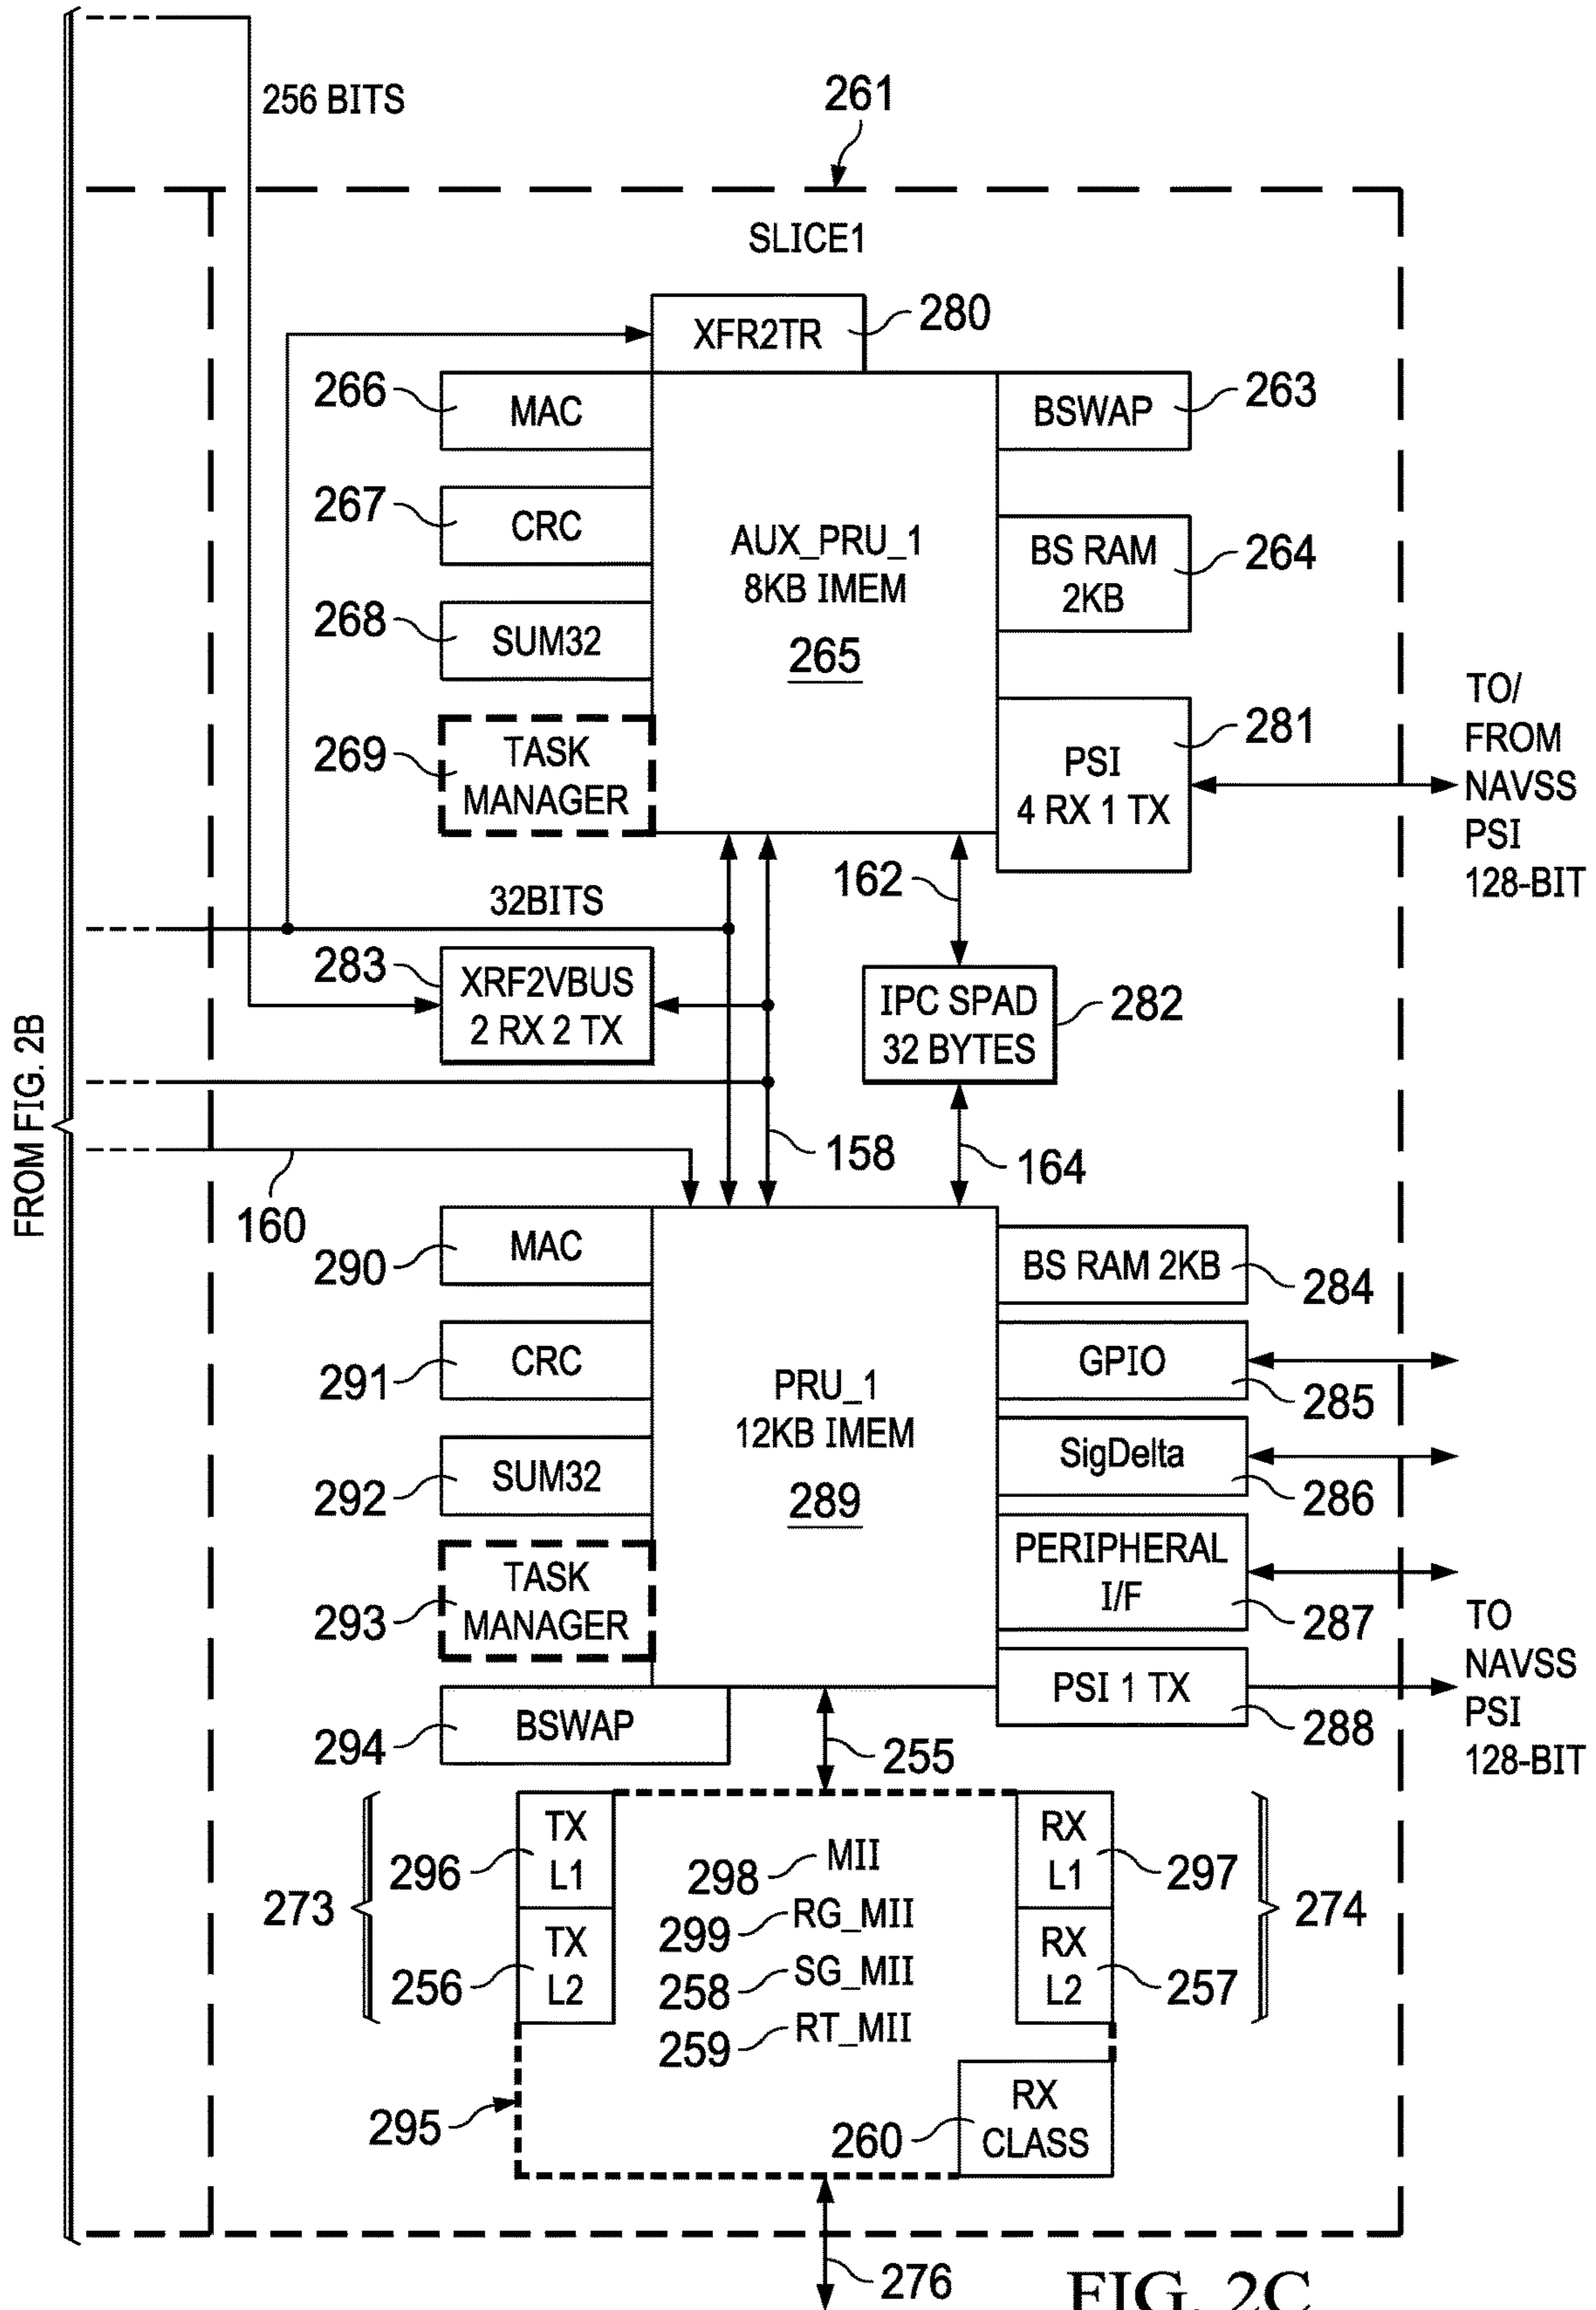 256 BITS
261
SLICE1
XFR2TR
280
266
MAC
BSWAP
263
267
CRC
AUX_PRU_1
8KB IMEM
265
BS RAM
2KB
264
268
SUM32
269
TASK
MANAGER
PSI
4 RX 1 TX
281
TO/
FROM
NAVSS
PSI
128-BIT
162
32BITS
283
XRF2VBUS
2 RX 2 TX
IPC SPAD
32 BYTES
282
FROM FIG. 2B
158
164
160
290
MAC
BS RAM 2KB
284
291
CRC
PRU_1
12KB IMEM
289
GPIO
285
292
SUM32
SigDelta
286
293
TASK
MANAGER
PERIPHERAL
I/F
287
294
BSWAP
PSI 1 TX
288
TO
NAVSS
PSI
128-BIT
255
273
296
TX
L1
256
TX
L2
298
MII
299
RG_MII
258
SG_MII
259
RT_MII
RX
L1
297
RX
L2
257
274
295
260
RX
CLASS
276
FIG. 2C